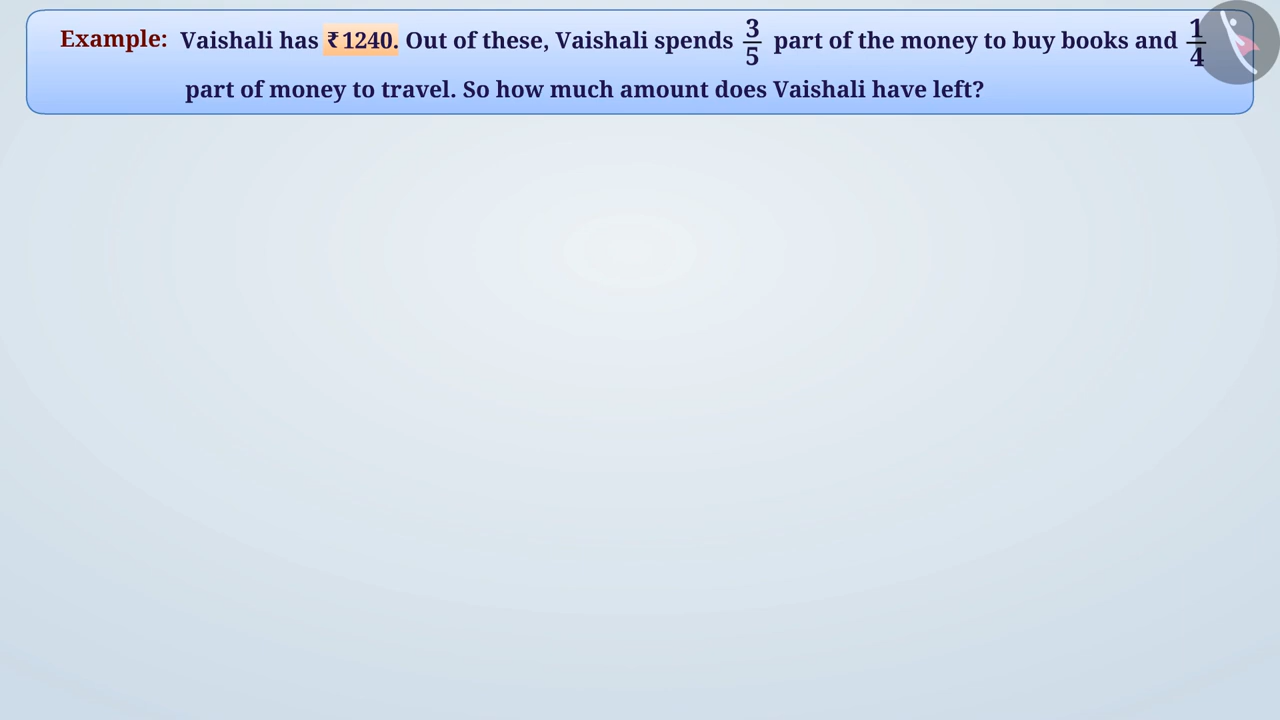 Example: Vaishali has ₹1240. Out of these, Vaishali spends 3/5 part of the money to buy books and 1/4
part of money to travel. So how much amount does Vaishali have left?